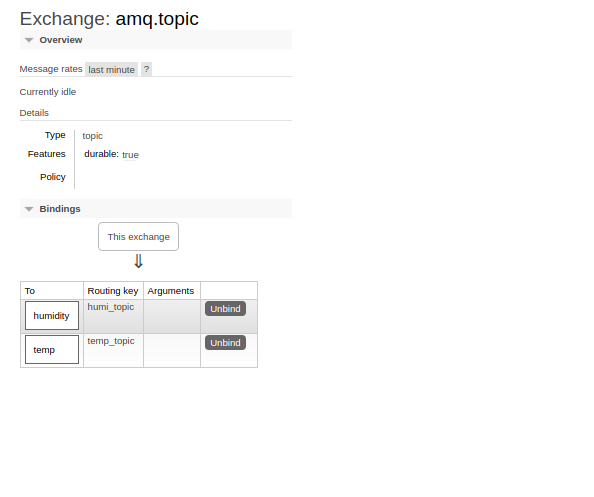 Exchange: amq.topic
Overview
Message rates last minute ?
Currently idle
Details
Type topic
Features durable: true
Policy
Bindings
This exchange
⇓
To Routing key Arguments
humidity humi_topic Unbind
temp temp_topic Unbind